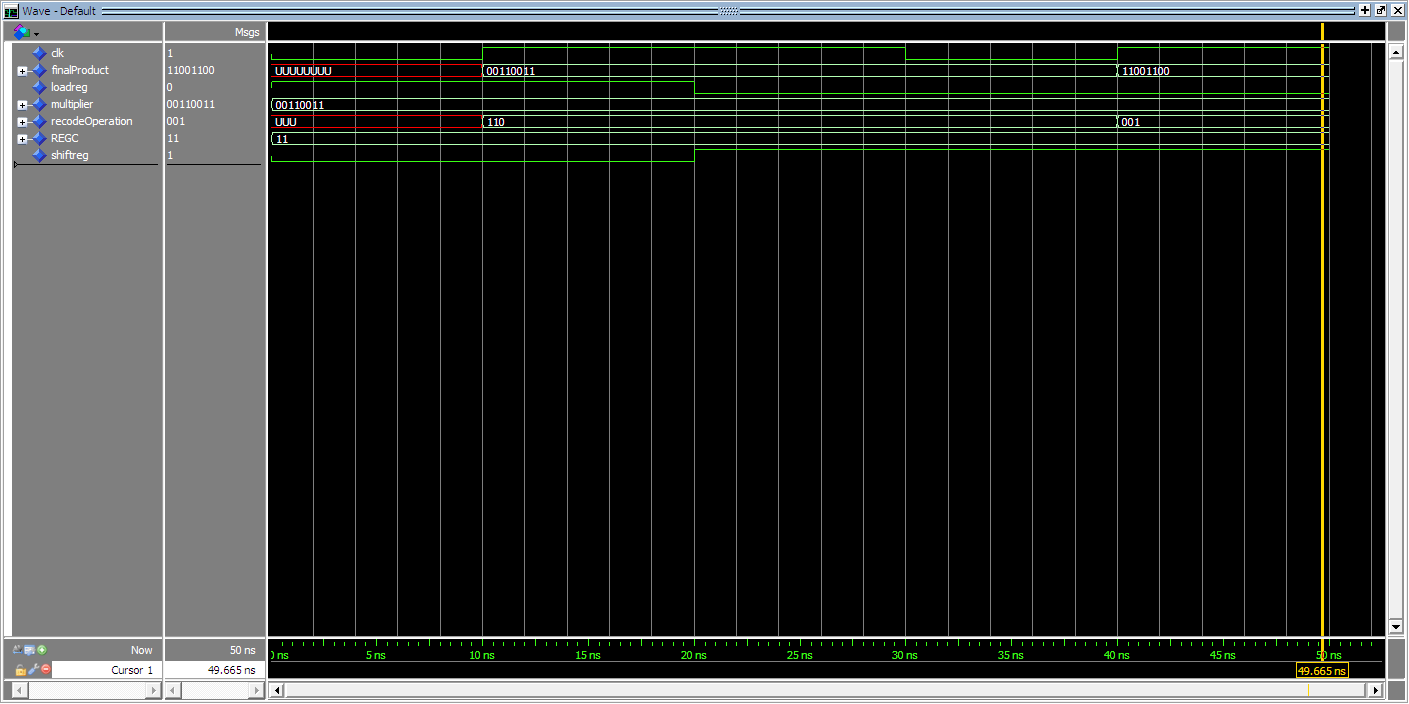 Wave - Default
Msgs
clk 1
finalProduct 11001100 UUUUUUUU 00110011 11001100
loadreg 0
multiplier 00110011 00110011
recodeOperation 001 UUU 110 001
REGC 11 11
shiftreg 1
Now 50 ns 0 ns 5 ns 10 ns 15 ns 20 ns 25 ns 30 ns 35 ns 40 ns 45 ns 50 ns
Cursor 1 49.665 ns 49.665 ns